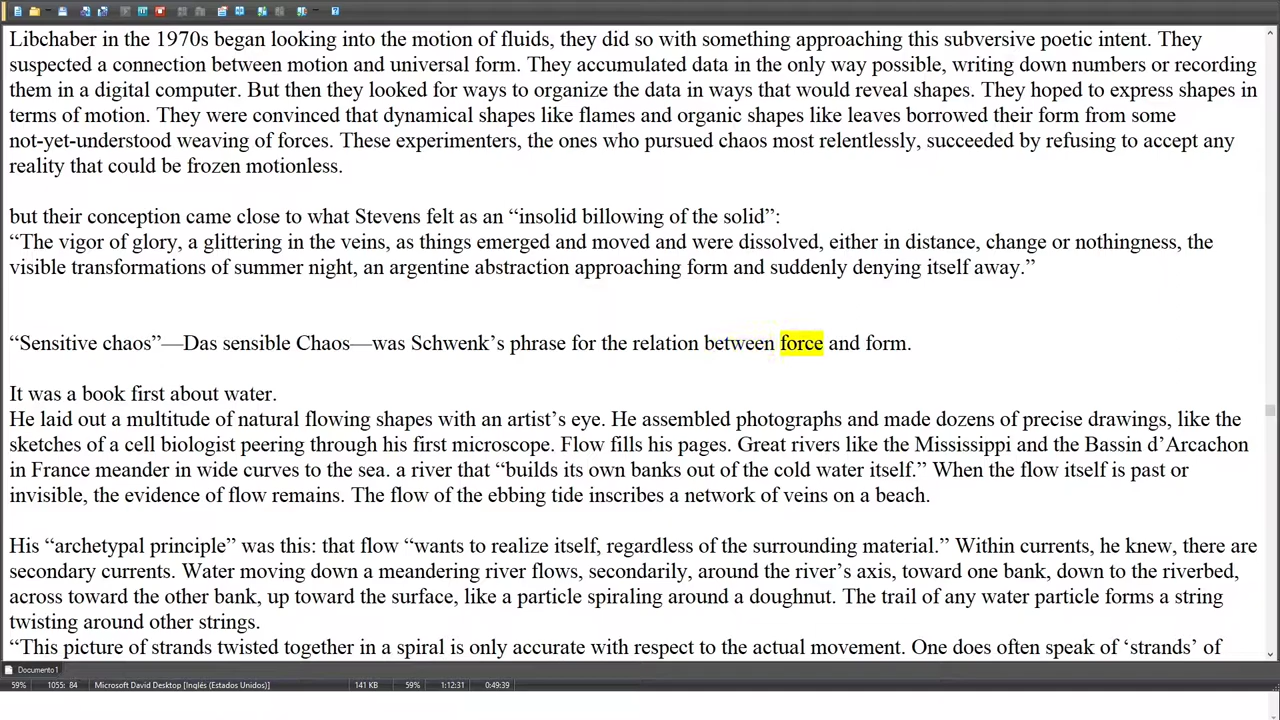 Libchaber in the 1970s began looking into the motion of fluids, they did so with something approaching this subversive poetic intent. They
suspected a connection between motion and universal form. They accumulated data in the only way possible, writing down numbers or recording
them in a digital computer. But then they looked for ways to organize the data in ways that would reveal shapes. They hoped to express shapes in
terms of motion. They were convinced that dynamical shapes like flames and organic shapes like leaves borrowed their form from some
not-yet-understood weaving of forces. These experimenters, the ones who pursued chaos most relentlessly, succeeded by refusing to accept any
reality that could be frozen motionless.
but their conception came close to what Stevens felt as an “insolid billowing of the solid”:
“The vigor of glory, a glittering in the veins, as things emerged and moved and were dissolved, either in distance, change or nothingness, the
visible transformations of summer night, an argentine abstraction approaching form and suddenly denying itself away.”
“Sensitive chaos”—Das sensible Chaos—was Schwenk’s phrase for the relation between force and form.
It was a book first about water.
He laid out a multitude of natural flowing shapes with an artist’s eye. He assembled photographs and made dozens of precise drawings, like the
sketches of a cell biologist peering through his first microscope. Flow fills his pages. Great rivers like the Mississippi and the Bassin d’Arcachon
in France meander in wide curves to the sea. a river that “builds its own banks out of the cold water itself.” When the flow itself is past or
invisible, the evidence of flow remains. The flow of the ebbing tide inscribes a network of veins on a beach.
His “archetypal principle” was this: that flow “wants to realize itself, regardless of the surrounding material.” Within currents, he knew, there are
secondary currents. Water moving down a meandering river flows, secondarily, around the river’s axis, toward one bank, down to the riverbed,
across toward the other bank, up toward the surface, like a particle spiraling around a doughnut. The trail of any water particle forms a string
twisting around other strings.
“This picture of strands twisted together in a spiral is only accurate with respect to the actual movement. One does often speak of ‘strands’ of
Documento1
59% 1055: 84 Microsoft David Desktop [Inglés (Estados Unidos)] 141 KB 59% 1:12:31 0:49:39